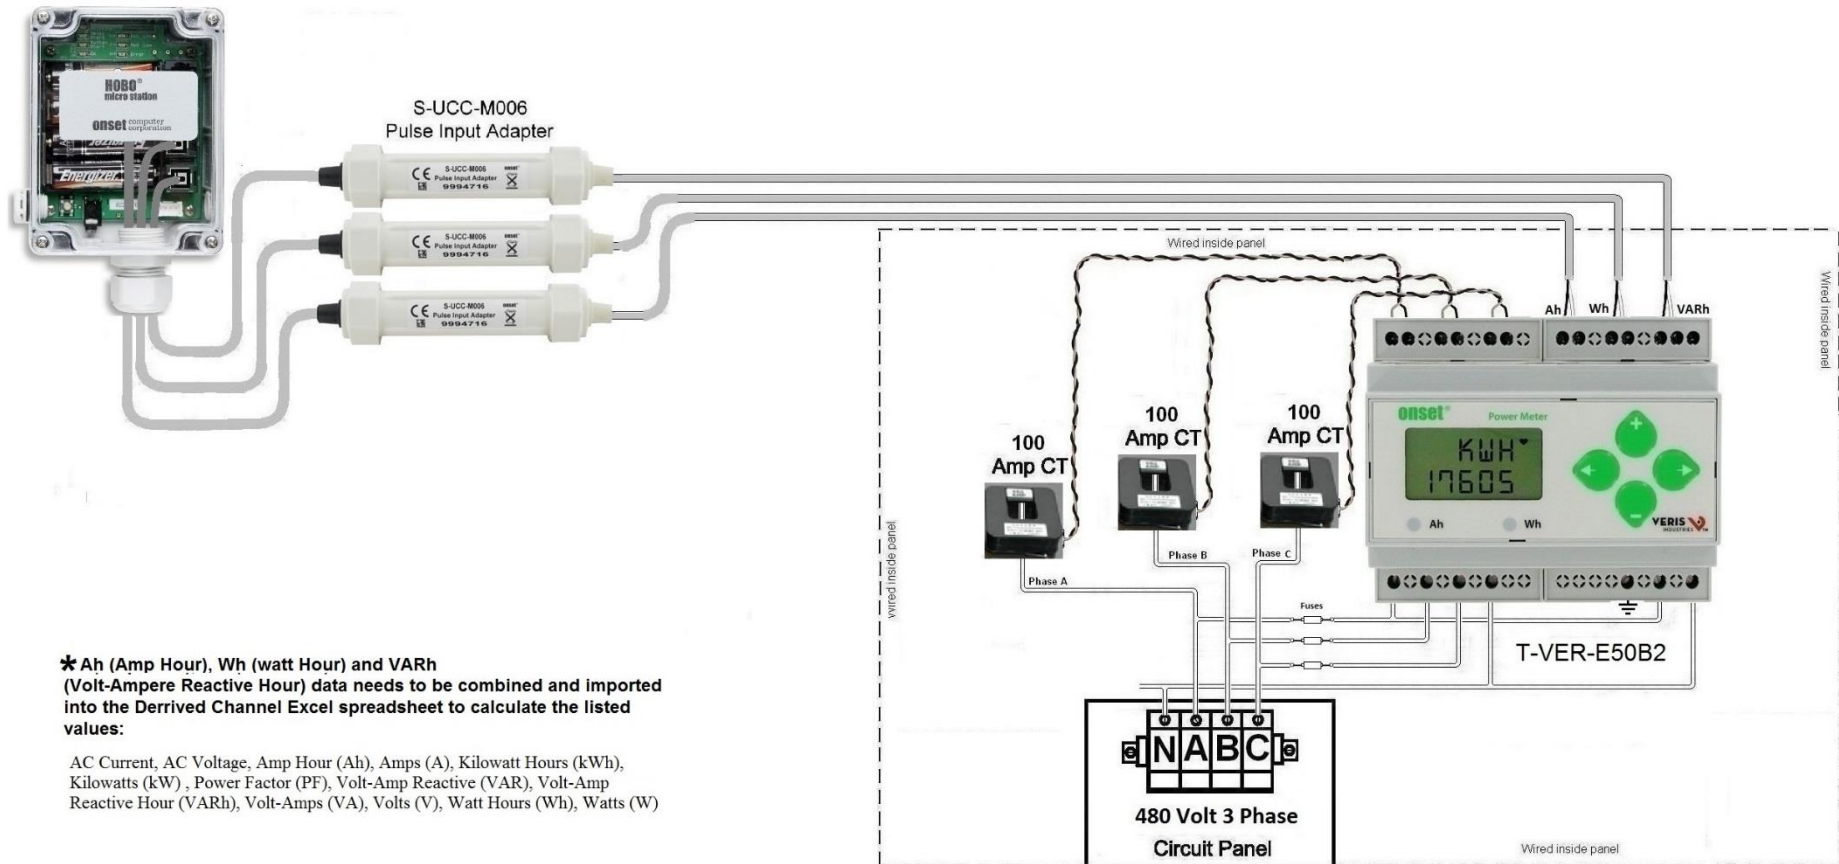 HOBO®
micro station
onset computer
corporation
Energizer
S-UCC-M006
Pulse Input Adapter
S-UCC-M006 onset
CE Pulse Input Adapter
9994716
S-UCC-M006 onset
CE Pulse Input Adapter
9994716
S-UCC-M006 onset
CE Pulse Input Adapter
9994716
Wired inside panel
Wired inside panel
Ah Wh VARh
100
Amp CT
100
Amp CT
100
Amp CT
onset® Power Meter
KWH
17605
+
-
Ah Wh
VERIS
INDUSTRIES™
Wired inside panel
Phase A
Phase B
Phase C
Fuses
T-VER-E50B2
N A B C
480 Volt 3 Phase
Circuit Panel
Wired inside panel
* Ah (Amp Hour), Wh (watt Hour) and VARh
(Volt-Ampere Reactive Hour) data needs to be combined and imported
into the Derrived Channel Excel spreadsheet to calculate the listed
values:
AC Current, AC Voltage, Amp Hour (Ah), Amps (A), Kilowatt Hours (kWh),
Kilowatts (kW) , Power Factor (PF), Volt-Amp Reactive (VAR), Volt-Amp
Reactive Hour (VARh), Volt-Amps (VA), Volts (V), Watt Hours (Wh), Watts (W)